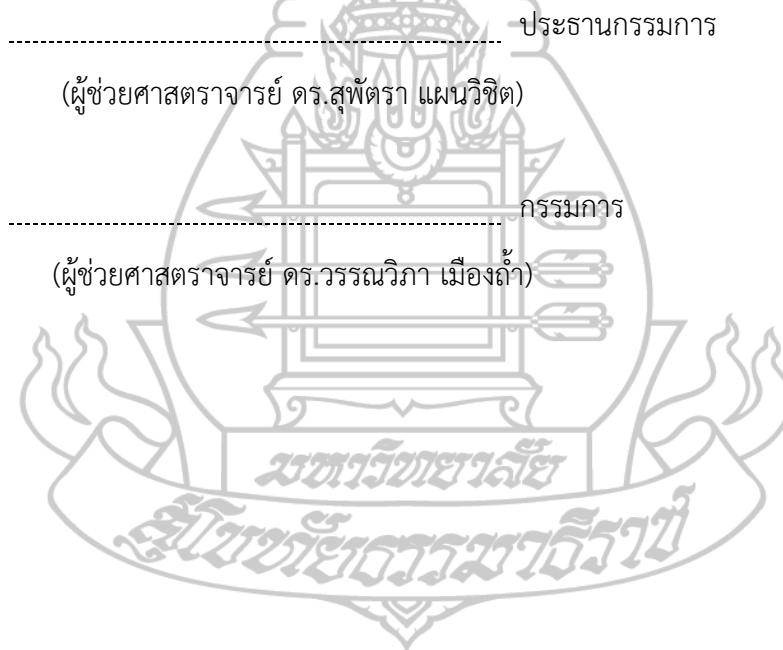 ประธานกรรมการ
(ผู้ช่วยศาสตราจารย์ ดร.สุพัตรา แผนวิชิต)
กรรมการ
(ผู้ช่วยศาสตราจารย์ ดร.วรรณวิภา เมืองถ้ำ)
มหาวิทยาลัย
สุโขทัยธรรมาธิราช